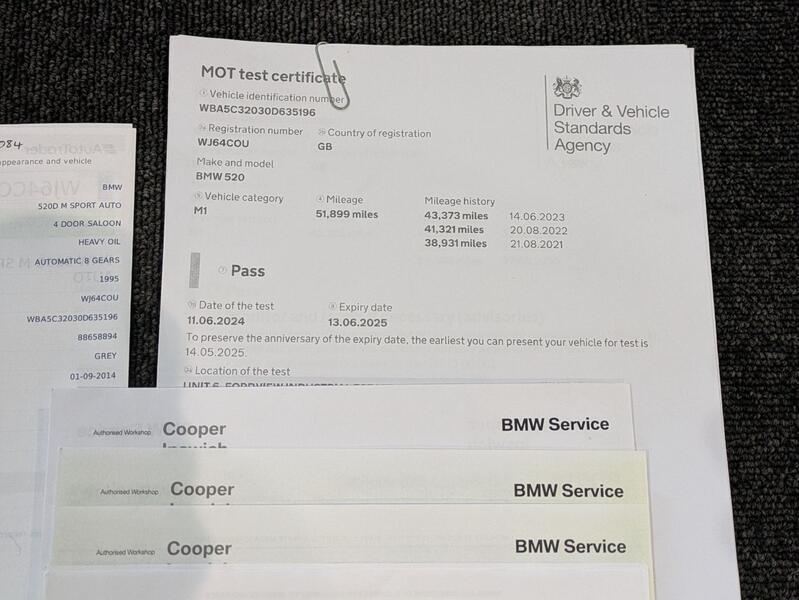 084
AutoTrader
appearance and vehicle
BMW
520D M SPORT AUTO
4 DOOR SALOON
HEAVY OIL
AUTOMATIC 8 GEARS
1995
WJ64COU
WBA5C32030D635196
88658894
GREY
01-09-2014
MOT test certificate
Vehicle identification number
WBA5C32030D635196
Registration number
WJ64COU
Country of registration
GB
Make and model
BMW 520
Vehicle category
M1
Mileage
51,899 miles
Mileage history
43,373 miles 14.06.2023
41,321 miles 20.08.2022
38,931 miles 21.08.2021
Driver & Vehicle
Standards
Agency
Pass
Date of the test
11.06.2024
Expiry date
13.06.2025
To preserve the anniversary of the expiry date, the earliest you can present your vehicle for test is
14.05.2025.
Location of the test
Authorised Workshop Cooper BMW Service
Ipswich
Authorised Workshop Cooper BMW Service
Authorised Workshop Cooper BMW Service